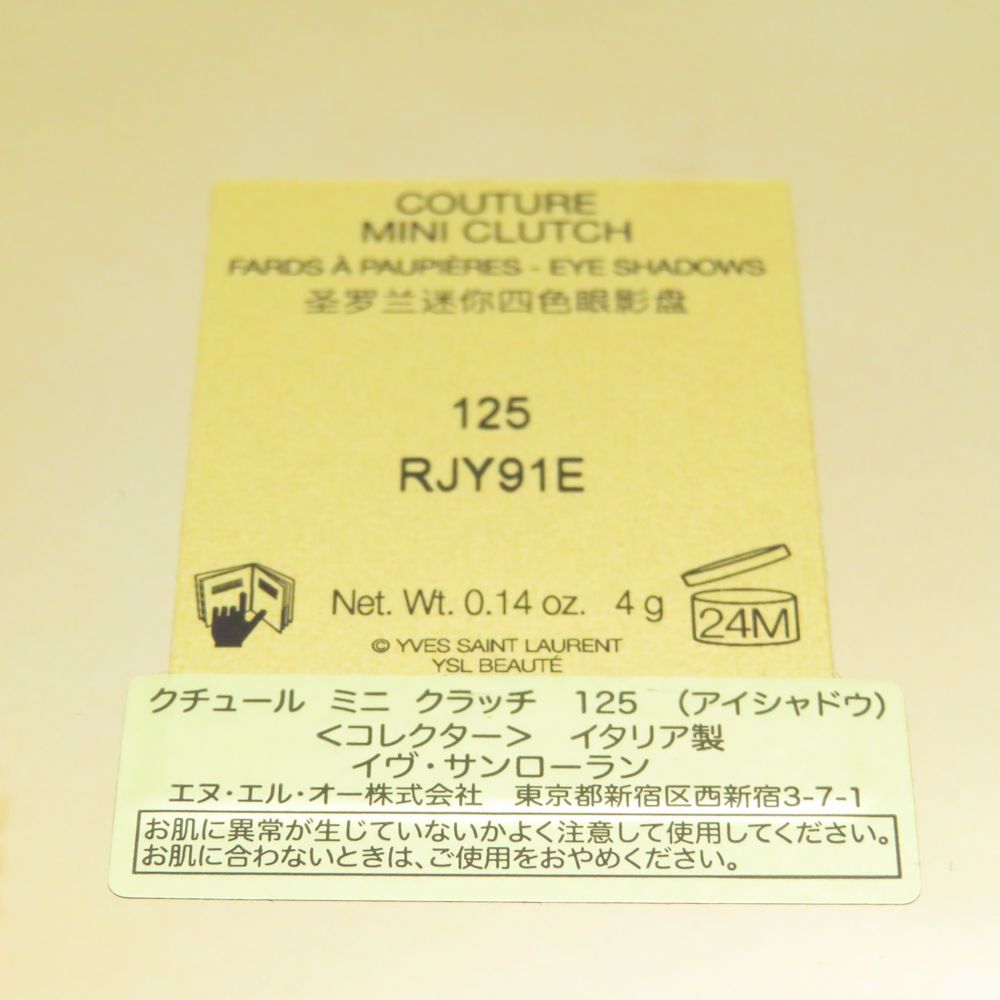 COUTURE
MINI CLUTCH
FARDS À PAUPIÈRES - EYE SHADOWS
圣罗兰迷你四色眼影盘
125
RJY91E
Net. Wt. 0.14 oz. 4 g
24M
© YVES SAINT LAURENT
YSL BEAUTÉ
クチュール ミニ クラッチ 125 (アイシャドウ)
<コレクター> イタリア製
イヴ・サンローラン
エヌ・エル・オー株式会社 東京都新宿区西新宿3-7-1
お肌に異常が生じていないかよく注意して使用してください。
お肌に合わないときは、ご使用をおやめください。